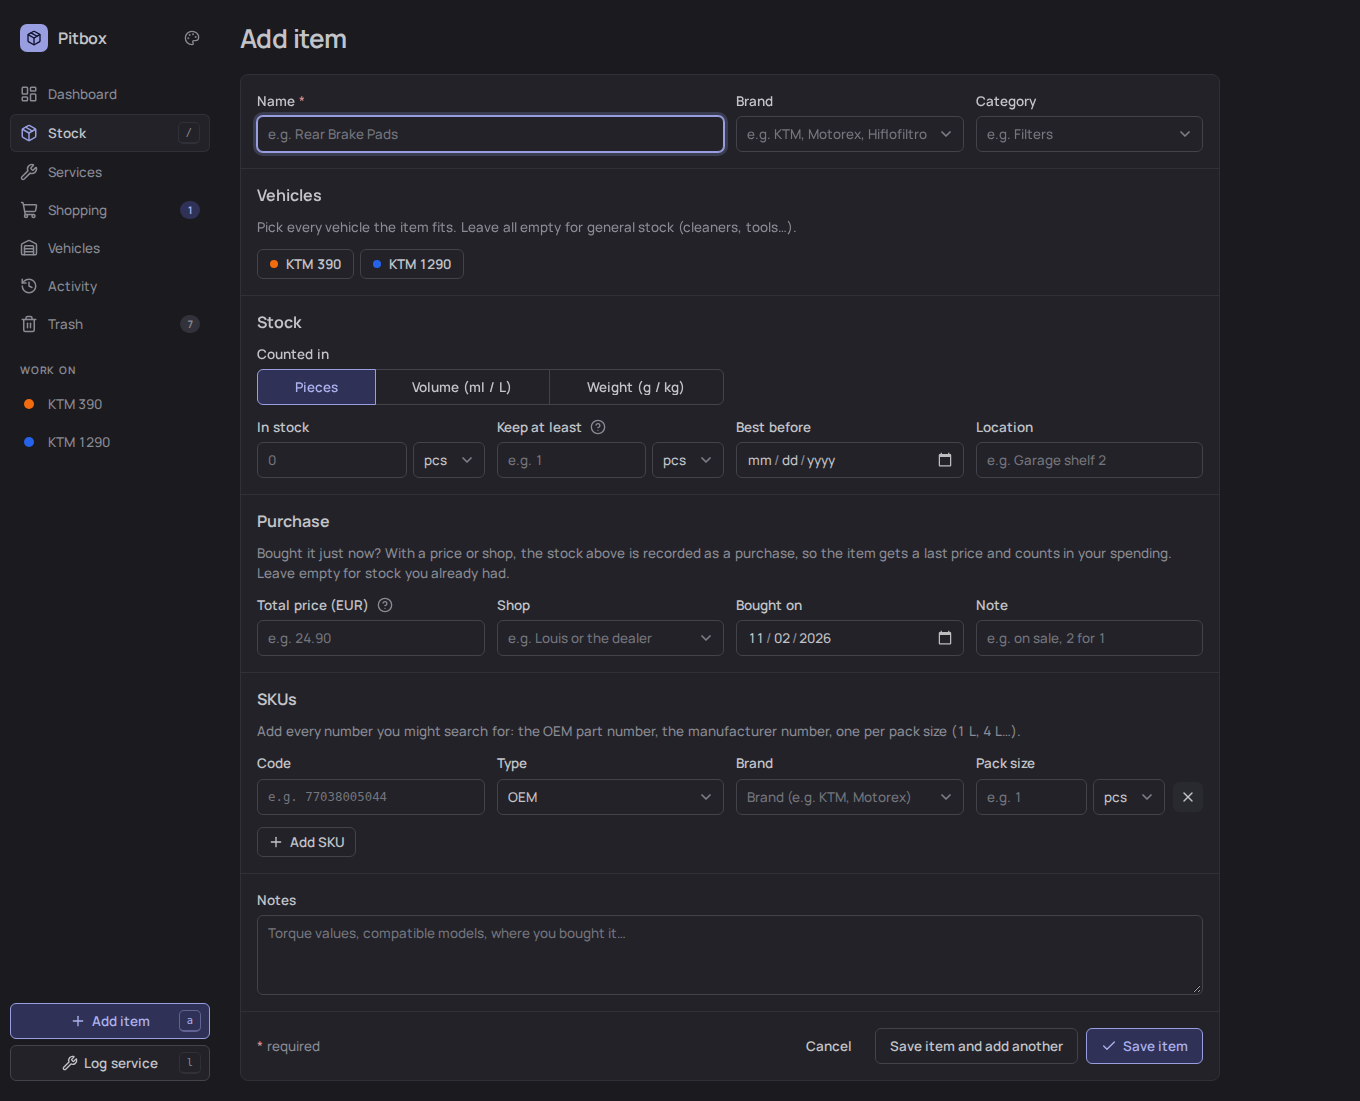 Pitbox
Dashboard
Stock /
Services
Shopping 1
Vehicles
Activity
Trash 7
WORK ON
KTM 390
KTM 1290
Add item a
Log service l
Add item
Name * Brand Category
e.g. Rear Brake Pads e.g. KTM, Motorex, Hiflofiltro e.g. Filters
Vehicles
Pick every vehicle the item fits. Leave all empty for general stock (cleaners, tools…).
KTM 390 KTM 1290
Stock
Counted in
Pieces Volume (ml / L) Weight (g / kg)
In stock Keep at least Best before Location
0 pcs e.g. 1 pcs mm/dd/yyyy e.g. Garage shelf 2
Purchase
Bought it just now? With a price or shop, the stock above is recorded as a purchase, so the item gets a last price and counts in your spending.
Leave empty for stock you already had.
Total price (EUR) Shop Bought on Note
e.g. 24.90 e.g. Louis or the dealer 11/02/2026 e.g. on sale, 2 for 1
SKUs
Add every number you might search for: the OEM part number, the manufacturer number, one per pack size (1 L, 4 L…).
Code Type Brand Pack size
e.g. 77038005044 OEM Brand (e.g. KTM, Motorex) e.g. 1 pcs
Add SKU
Notes
Torque values, compatible models, where you bought it…
* required Cancel Save item and add another Save item